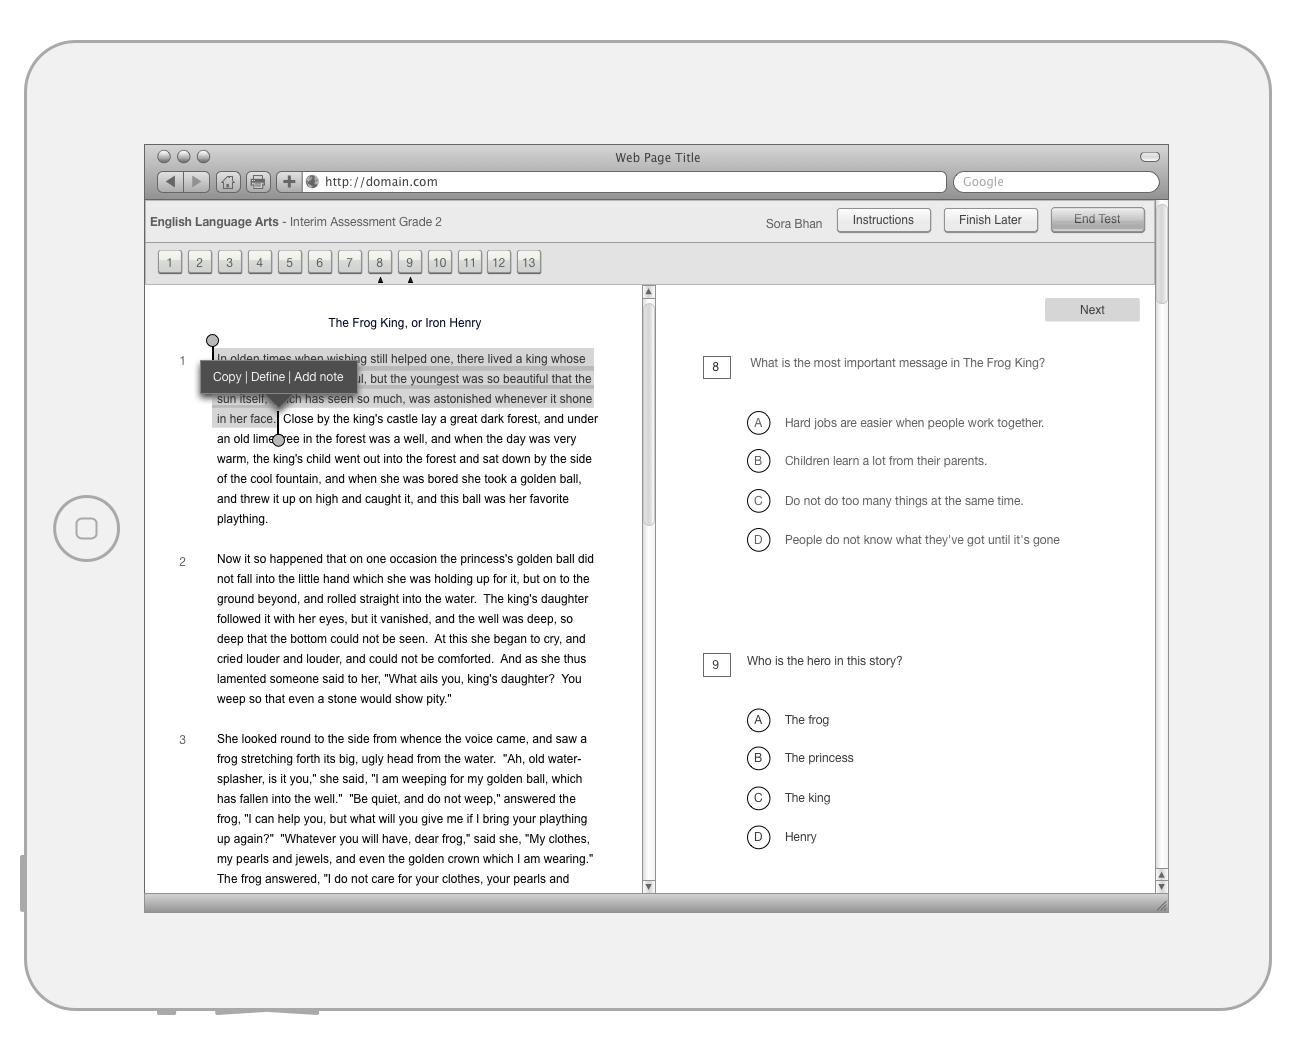 Web Page Title
http://domain.com
Google
English Language Arts - Interim Assessment Grade 2
Sora Bhan
Instructions
Finish Later
End Test
1 2 3 4 5 6 7 8 9 10 11 12 13
The Frog King, or Iron Henry
1
In olden times when wishing still helped one, there lived a king whose
Copy | Define | Add note
but the youngest was so beautiful that the
sun itself, has seen so much, was astonished whenever it shone
in her face. Close by the king's castle lay a great dark forest, and under
an old lime tree in the forest was a well, and when the day was very
warm, the king's child went out into the forest and sat down by the side
of the cool fountain, and when she was bored she took a golden ball,
and threw it up on high and caught it, and this ball was her favorite
plaything.
2
Now it so happened that on one occasion the princess's golden ball did
not fall into the little hand which she was holding up for it, but on to the
ground beyond, and rolled straight into the water.  The king's daughter
followed it with her eyes, but it vanished, and the well was deep, so
deep that the bottom could not be seen.  At this she began to cry, and
cried louder and louder, and could not be comforted.  And as she thus
lamented someone said to her, "What ails you, king's daughter?  You
weep so that even a stone would show pity."
3
She looked round to the side from whence the voice came, and saw a
frog stretching forth its big, ugly head from the water.  "Ah, old water-
splasher, is it you," she said, "I am weeping for my golden ball, which
has fallen into the well."  "Be quiet, and do not weep," answered the
frog, "I can help you, but what will you give me if I bring your plaything
up again?"  "Whatever you will have, dear frog," said she, "My clothes,
my pearls and jewels, and even the golden crown which I am wearing."
The frog answered, "I do not care for your clothes, your pearls and
Next
8
What is the most important message in The Frog King?
A Hard jobs are easier when people work together.
B Children learn a lot from their parents.
C Do not do too many things at the same time.
D People do not know what they've got until it's gone
9
Who is the hero in this story?
A The frog
B The princess
C The king
D Henry